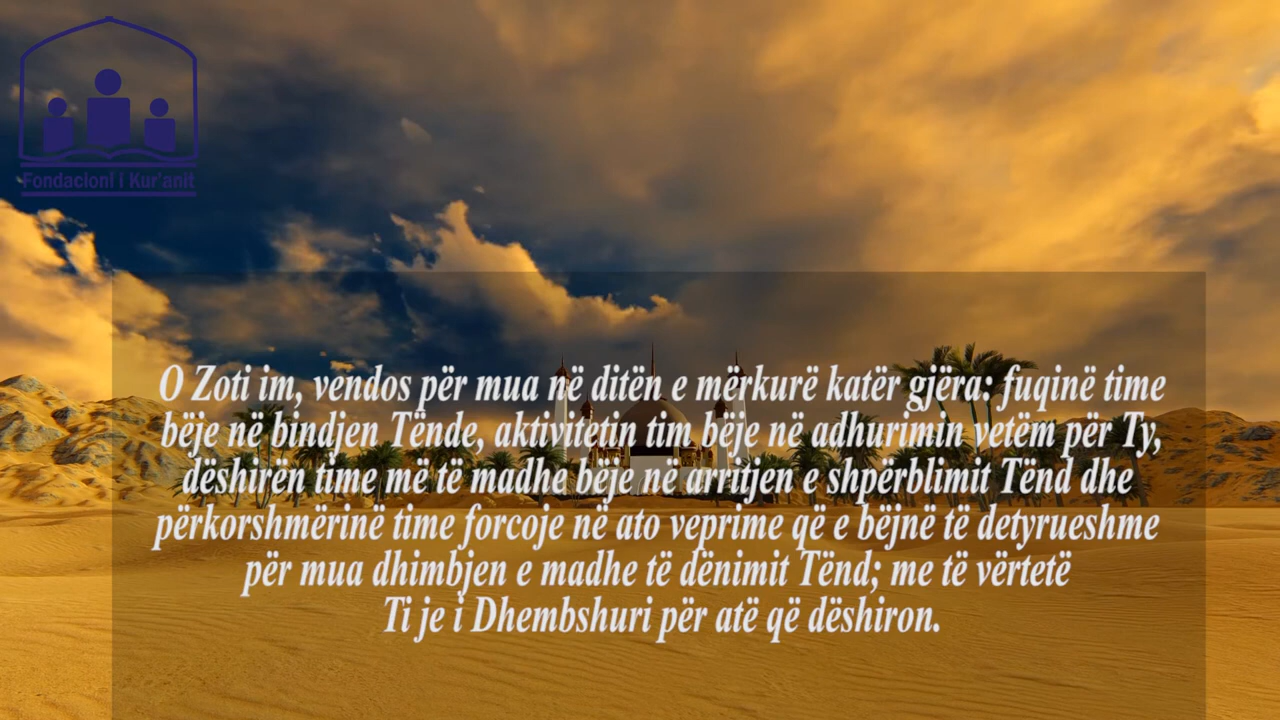 Fondacioni i Kur'anit
O Zoti im, vendos për mua në ditën e mërkurë katër gjëra: fuqinë time
bëje në bindjen Tënde, aktivitetin tim bëje në adhurimin vetëm për Ty,
dëshirën time më të madhe bëje në arritjen e shpërblimit Tënd dhe
përkorshmërinë time forcoje në ato veprime që e bëjnë të detyrueshme
për mua dhimbjen e madhe të dënimit Tënd; me të vërtetë
Ti je i Dhembshuri për atë që dëshiron.